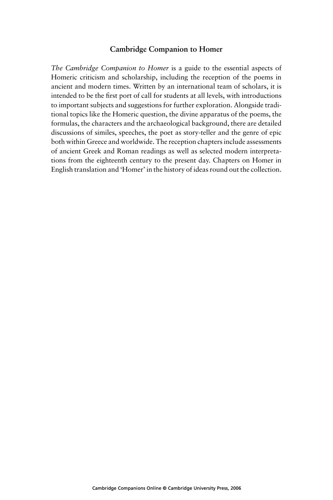 Cambridge Companion to Homer
The Cambridge Companion to Homer is a guide to the essential aspects of
Homeric criticism and scholarship, including the reception of the poems in
ancient and modern times. Written by an international team of scholars, it is
intended to be the first port of call for students at all levels, with introductions
to important subjects and suggestions for further exploration. Alongside tradi-
tional topics like the Homeric question, the divine apparatus of the poems, the
formulas, the characters and the archaeological background, there are detailed
discussions of similes, speeches, the poet as story-teller and the genre of epic
both within Greece and worldwide. The reception chapters include assessments
of ancient Greek and Roman readings as well as selected modern interpreta-
tions from the eighteenth century to the present day. Chapters on Homer in
English translation and ‘Homer’ in the history of ideas round out the collection.
Cambridge Companions Online © Cambridge University Press, 2006